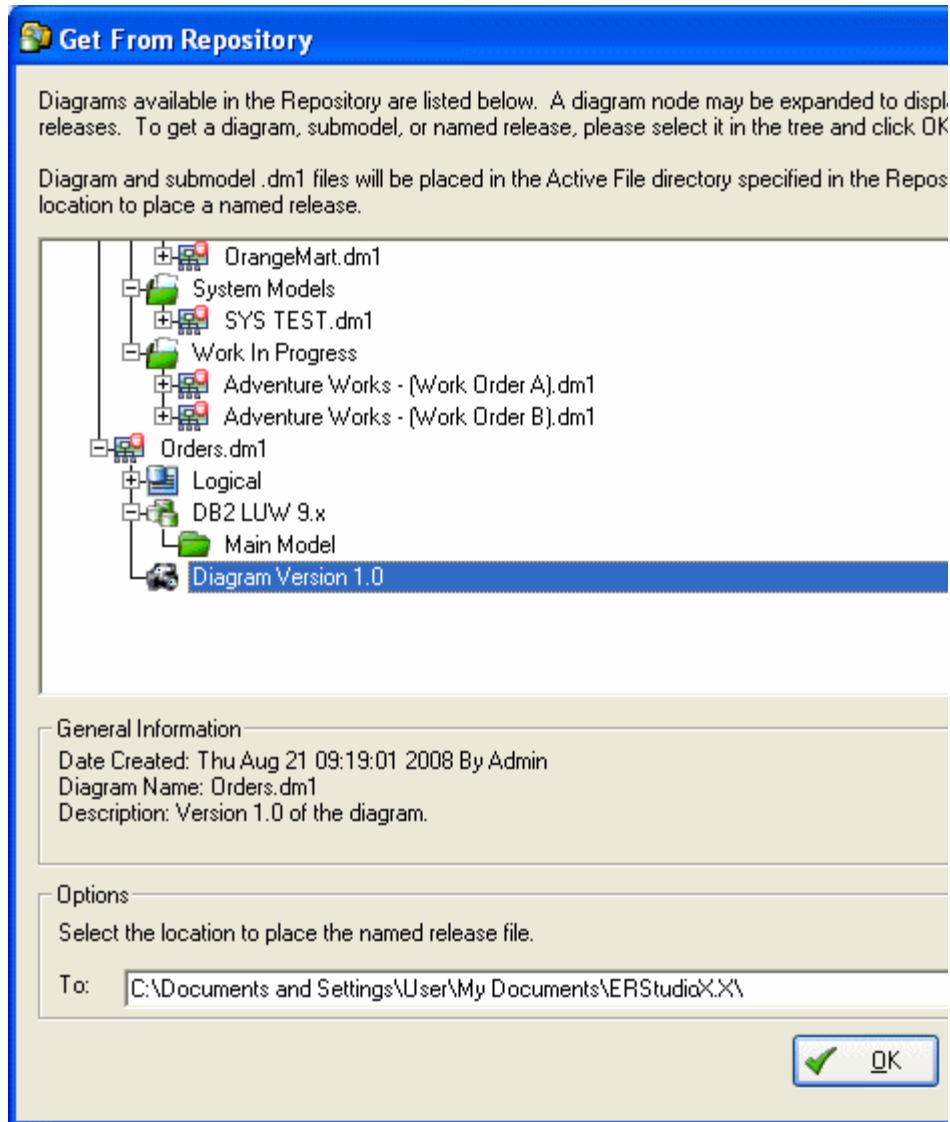 Get From Repository
Diagrams available in the Repository are listed below. A diagram node may be expanded to displ
releases. To get a diagram, submodel, or named release, please select it in the tree and click OK
Diagram and submodel .dm1 files will be placed in the Active File directory specified in the Repos
location to place a named release.
OrangeMart.dm1
System Models
SYS TEST.dm1
Work In Progress
Adventure Works - (Work Order A).dm1
Adventure Works - (Work Order B).dm1
Orders.dm1
Logical
DB2 LUW 9.x
Main Model
Diagram Version 1.0
General Information
Date Created: Thu Aug 21 09:19:01 2008 By Admin
Diagram Name: Orders.dm1
Description: Version 1.0 of the diagram.
Options
Select the location to place the named release file.
To: C:\Documents and Settings\User\My Documents\ERStudioX.X\
OK